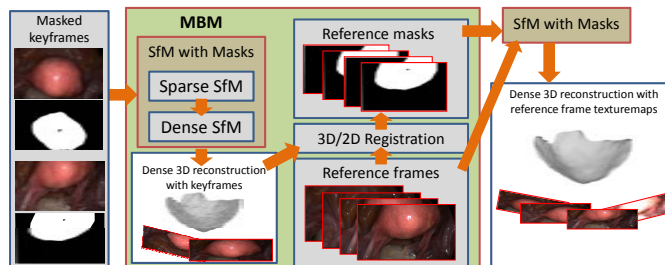 Masked
keyframes
MBM
SfM with Masks
Sparse SfM
Dense SfM
Dense 3D reconstruction
with keyframes
Reference masks
3D/2D Registration
Reference frames
SfM with Masks
Dense 3D reconstruction with
reference frame texturemaps